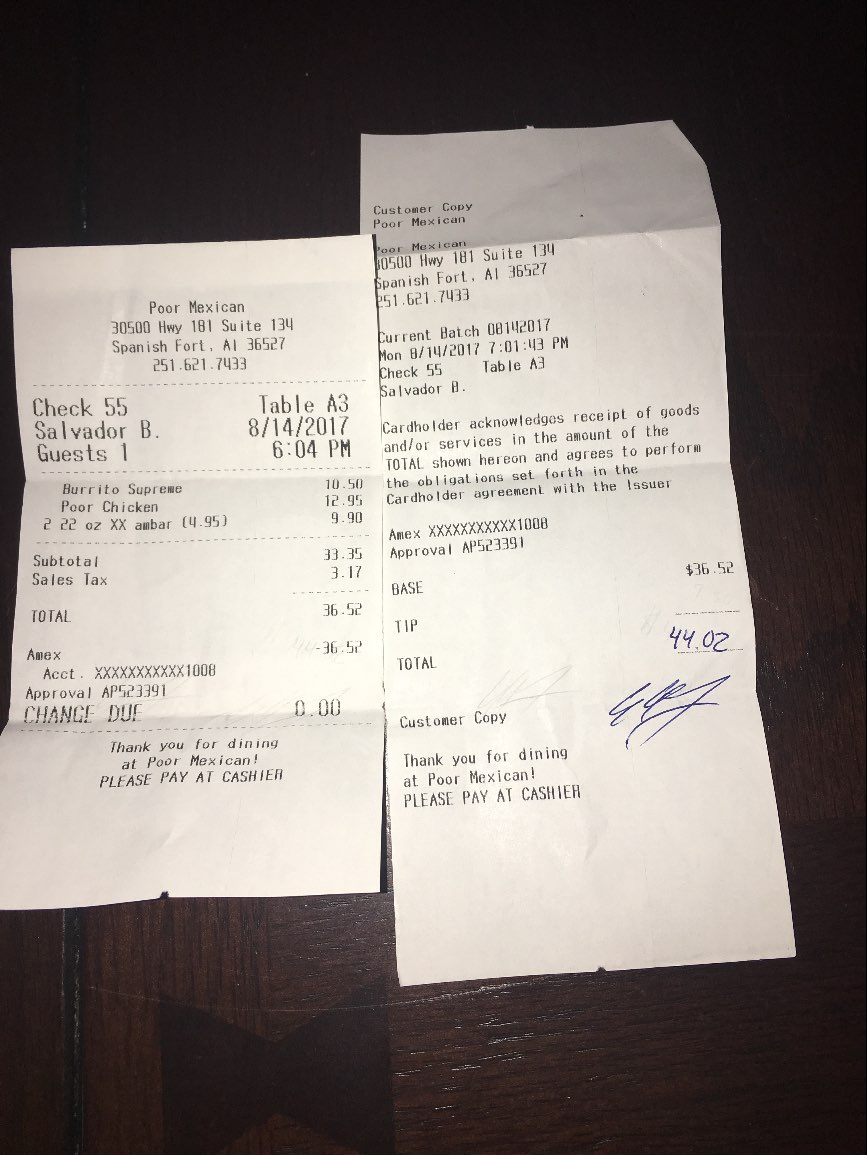 Poor Mexican
30500 Hwy 181 Suite 134
Spanish Fort, Al 36527
251.621.7433
Check 55 Table A3
Salvador B. 8/14/2017
Guests 1 6:04 PM
Burrito Supreme 10.50
Poor Chicken 12.95
2 22 oz XX ambar (4.95) 9.90
Subtotal 33.35
Sales Tax 3.17
TOTAL 36.52
Amex -36.52
Acct. XXXXXXXXXXX1008
Approval AP523391
CHANGE DUE 0.00
Thank you for dining
at Poor Mexican!
PLEASE PAY AT CASHIER
Customer Copy
Poor Mexican
Poor Mexican
30500 Hwy 181 Suite 134
Spanish Fort, Al 36527
251.621.7433
Current Batch 08142017
Mon 8/14/2017 7:01:43 PM
Check 55 Table A3
Salvador B.
Cardholder acknowledges receipt of goods
and/or services in the amount of the
TOTAL shown hereon and agrees to perform
the obligations set forth in the
Cardholder agreement with the Issuer
Amex XXXXXXXXXXX1008
Approval AP523391
BASE $36.52
TIP
TOTAL 44.02
Customer Copy
Thank you for dining
at Poor Mexican!
PLEASE PAY AT CASHIER